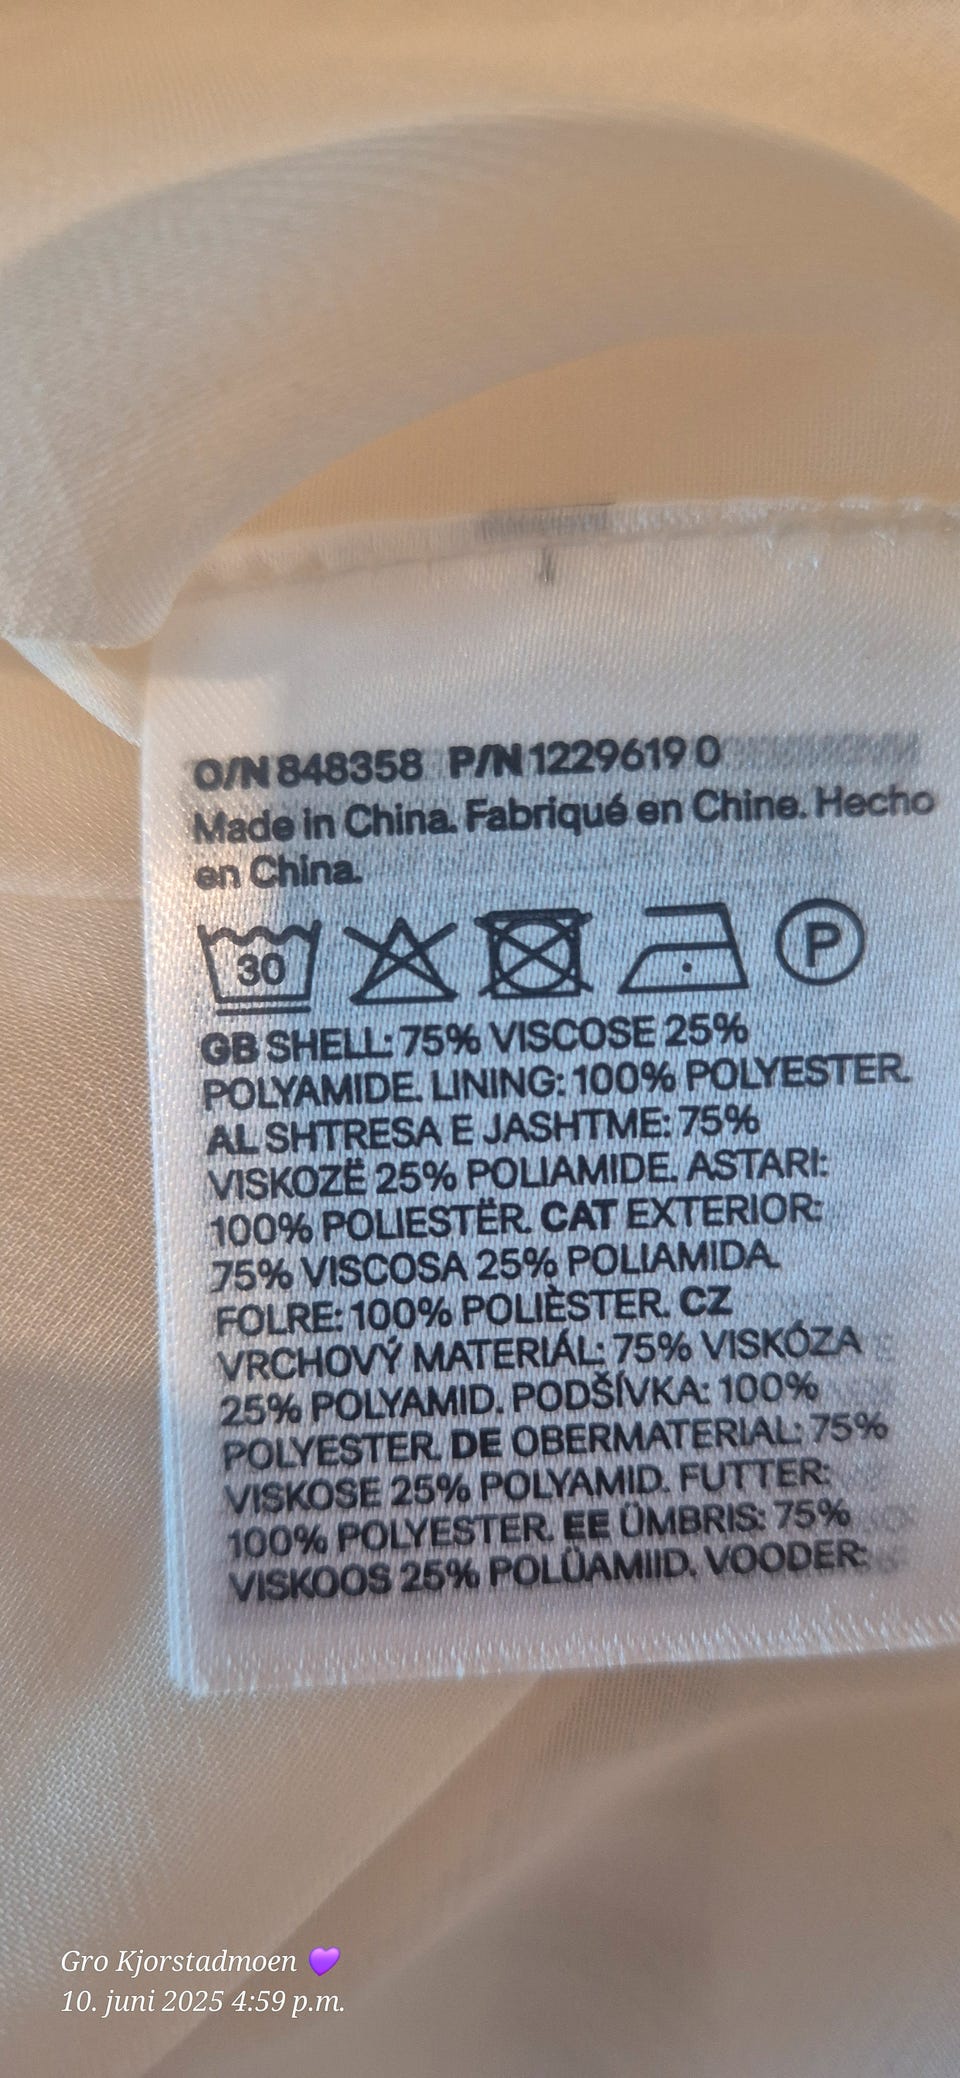 O/N 848358 P/N 1229619 0
Made in China. Fabriqué en Chine. Hecho
en China.
30 P
GB SHELL: 75% VISCOSE 25%
POLYAMIDE. LINING: 100% POLYESTER.
AL SHTRESA E JASHTME: 75%
VISKOZË 25% POLIAMIDE. ASTARI:
100% POLIESTËR. CAT EXTERIOR:
75% VISCOSA 25% POLIAMIDA.
FOLRE: 100% POLIÈSTER. CZ
VRCHOVÝ MATERIÁL: 75% VISKÓZA
25% POLYAMID. PODŠÍVKA: 100%
POLYESTER. DE OBERMATERIAL: 75%
VISKOSE 25% POLYAMID. FUTTER:
100% POLYESTER. EE ÜMBRIS: 75%
VISKOOS 25% POLÜAMIID. VOODER:
Gro Kjorstadmoen 💜
10. juni 2025 4:59 p.m.